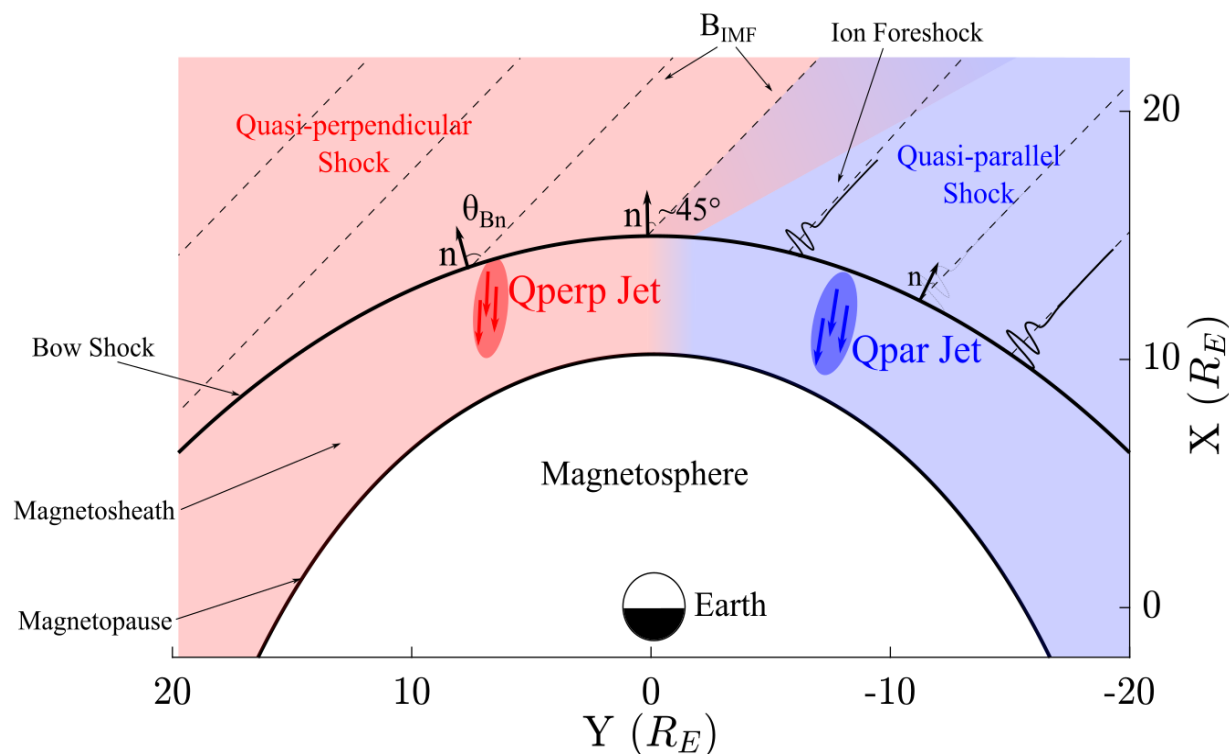 B_IMF
Ion Foreshock
20
Quasi-perpendicular
Shock
Quasi-parallel
Shock
θ_Bn
n
n
~45°
n
Qperp Jet
Qpar Jet
Bow Shock
10
X (R_E)
Magnetosphere
Magnetosheath
Magnetopause
Earth
0
20
10
0
-10
-20
Y (R_E)